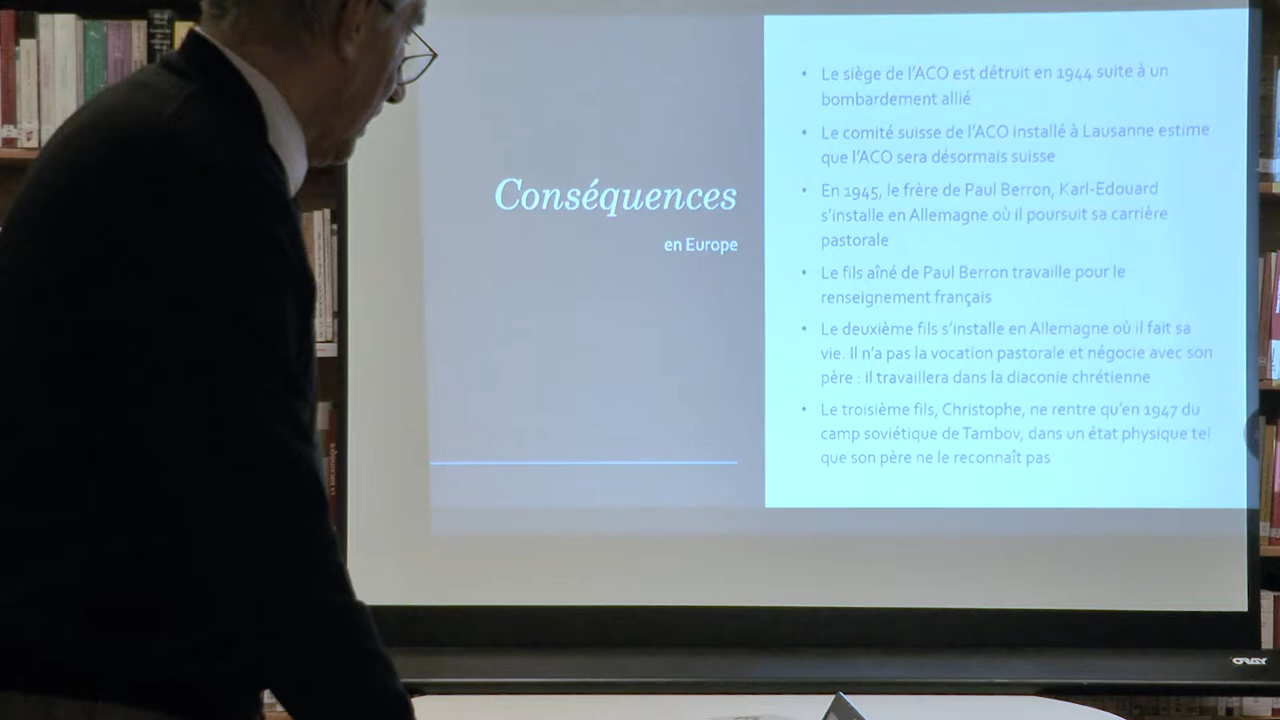 Conséquences
en Europe
• Le siège de l'ACO est détruit en 1944 suite à un
bombardement allié
• Le comité suisse de l'ACO installé à Lausanne estime
que l'ACO sera désormais suisse
• En 1945, le frère de Paul Berron, Karl-Edouard
s'installe en Allemagne où il poursuit sa carrière
pastorale
• Le fils aîné de Paul Berron travaille pour le
renseignement français
• Le deuxième fils s'installe en Allemagne où il fait sa
vie. Il n'a pas la vocation pastorale et négocie avec son
père : il travaillera dans la diaconie chrétienne
• Le troisième fils, Christophe, ne rentre qu'en 1947 du
camp soviétique de Tambov, dans un état physique tel
que son père ne le reconnaît pas
ORAY